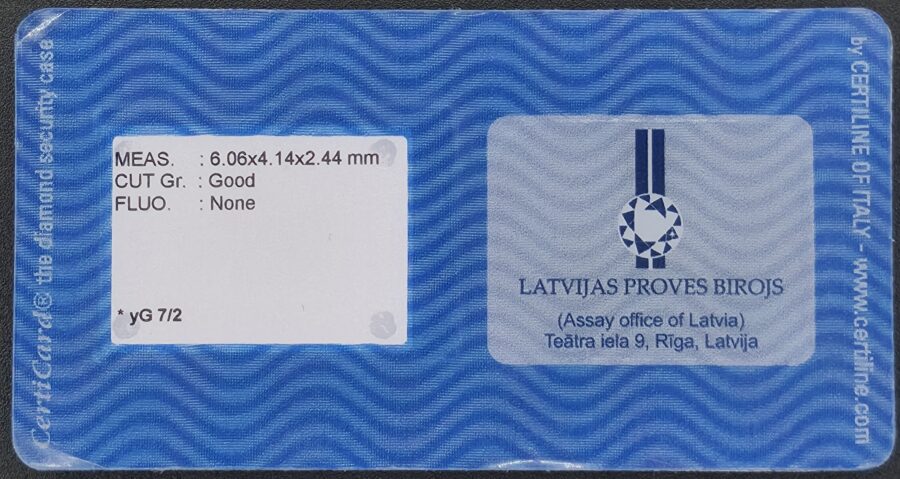 CertiCard® the diamond security case
MEAS. : 6.06x4.14x2.44 mm
CUT Gr. : Good
FLUO. : None
* yG 7/2
LATVIJAS PROVES BIROJS
(Assay office of Latvia)
Teātra iela 9, Rīga, Latvija
by CERTILINE OF ITALY - www.certiline.com